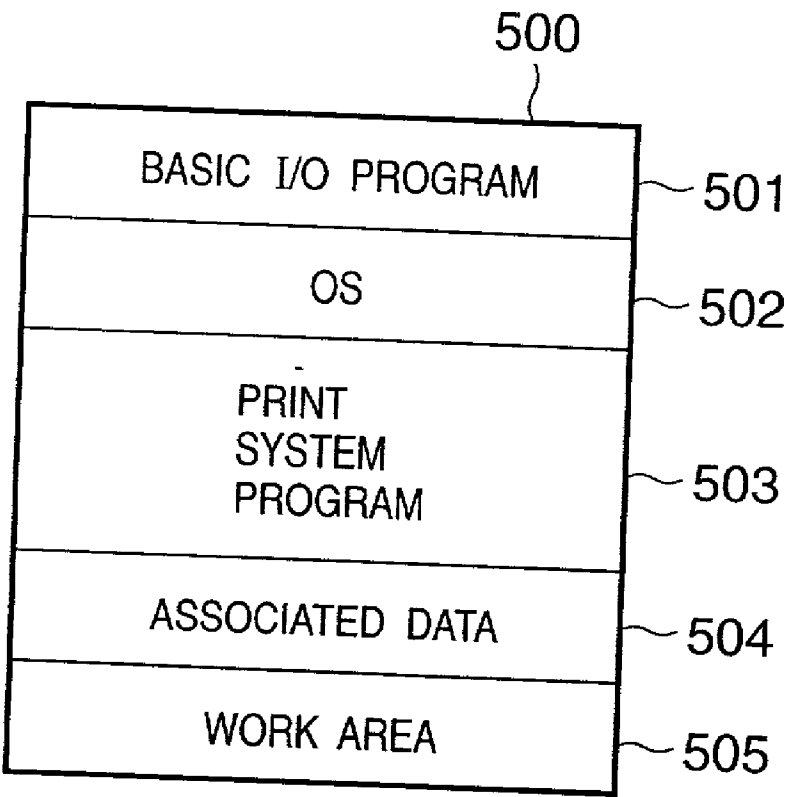 500
BASIC I/O PROGRAM
501
OS
502
PRINT
SYSTEM
PROGRAM
503
ASSOCIATED DATA
504
WORK AREA
505